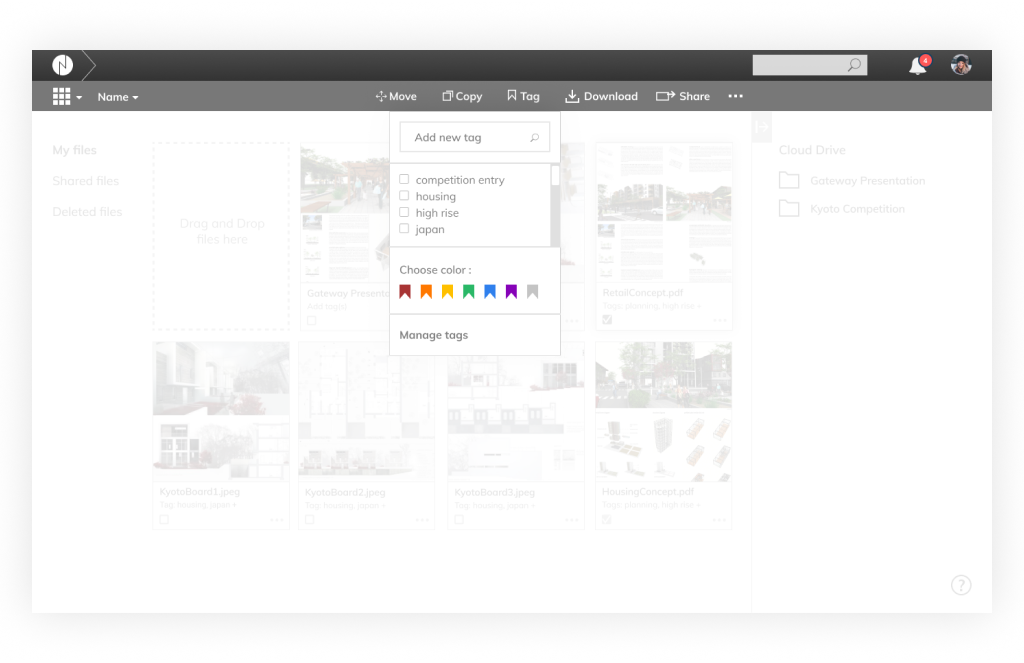 4
Name
Move
Copy
Tag
Download
Share
Add new tag
competition entry
housing
high rise
japan
Choose color :
Manage tags
My files
Shared files
Deleted files
Drag and Drop
files here
Gateway Presenta
Add tags+
RetailConcept.pdf
Tags: planning, high rise +
KyotoBoard1.jpeg
Tag: housing, japan +
KyotoBoard2.jpeg
Tag: housing, japan +
KyotoBoard3.jpeg
Tag: housing, japan +
HousingConcept.pdf
Tags: planning, high rise +
Cloud Drive
Gateway Presentation
Kyoto Competition
?